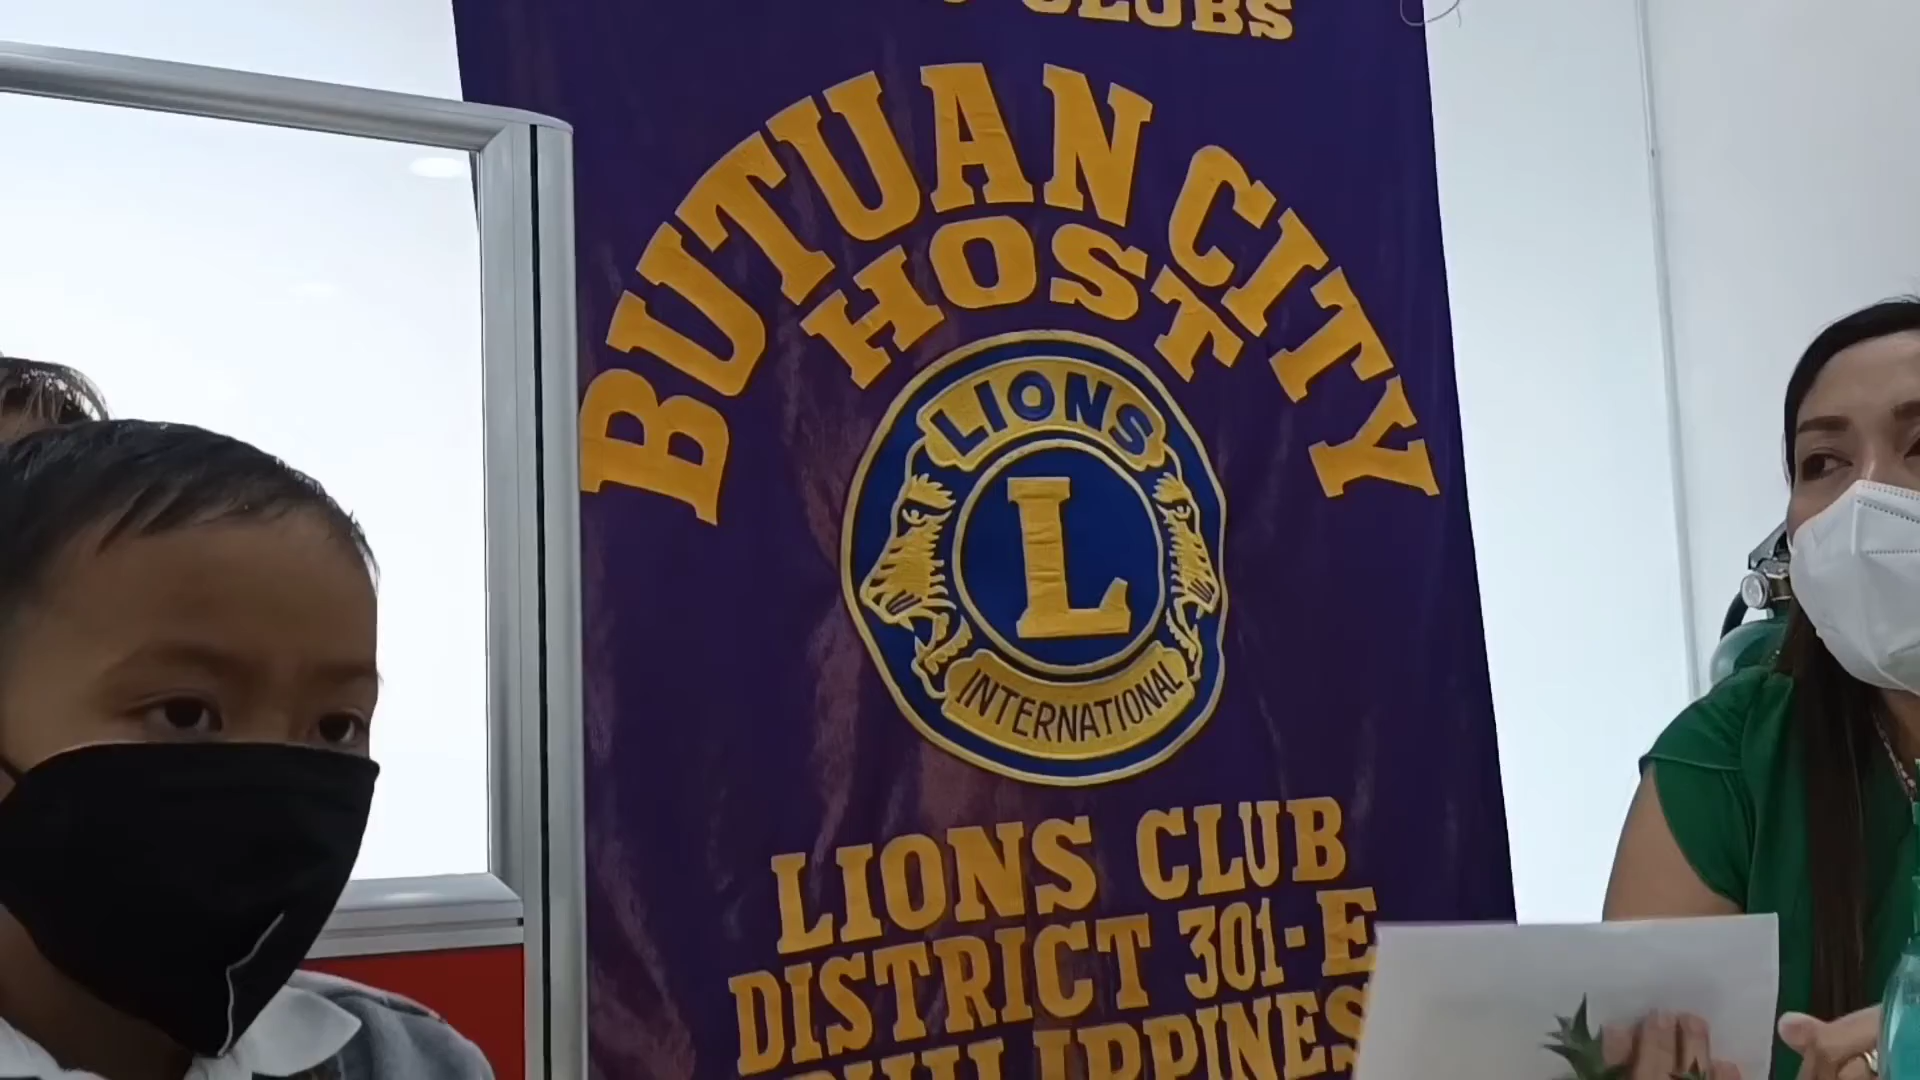 CLUBS
BUTUAN CITY
HOST
LIONS
L
INTERNATIONAL
LIONS CLUB
DISTRICT 301-E
PHILIPPINES